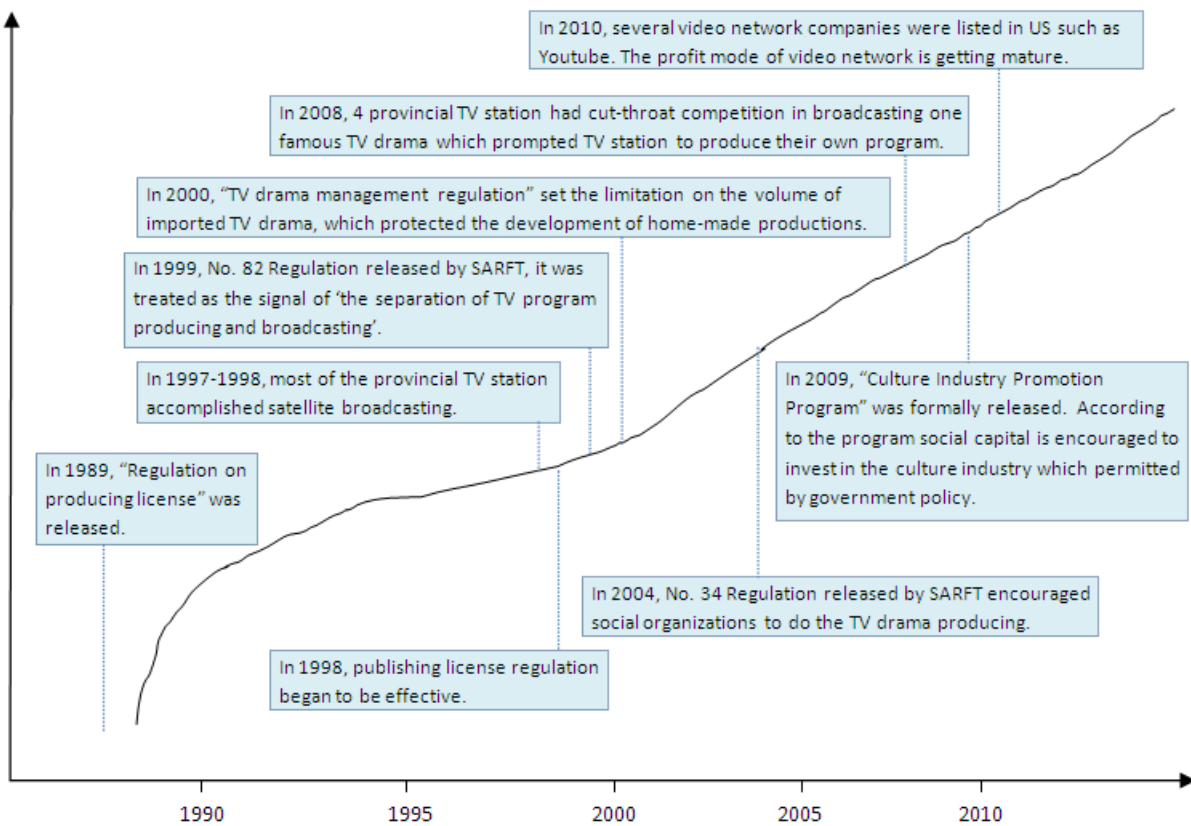 In 2010, several video network companies were listed in US such as
Youtube. The profit mode of video network is getting mature.
In 2008, 4 provincial TV station had cut-throat competition in broadcasting one
famous TV drama which prompted TV station to produce their own program.
In 2000, “TV drama management regulation” set the limitation on the volume of
imported TV drama, which protected the development of home-made productions.
In 1999, No. 82 Regulation released by SARFT, it was
treated as the signal of ‘the separation of TV program
producing and broadcasting’.
In 1997-1998, most of the provincial TV station
accomplished satellite broadcasting.
In 2009, “Culture Industry Promotion
Program” was formally released. According
to the program social capital is encouraged to
invest in the culture industry which permitted
by government policy.
In 1989, “Regulation on
producing license” was
released.
In 2004, No. 34 Regulation released by SARFT encouraged
social organizations to do the TV drama producing.
In 1998, publishing license regulation
began to be effective.
1990
1995
2000
2005
2010